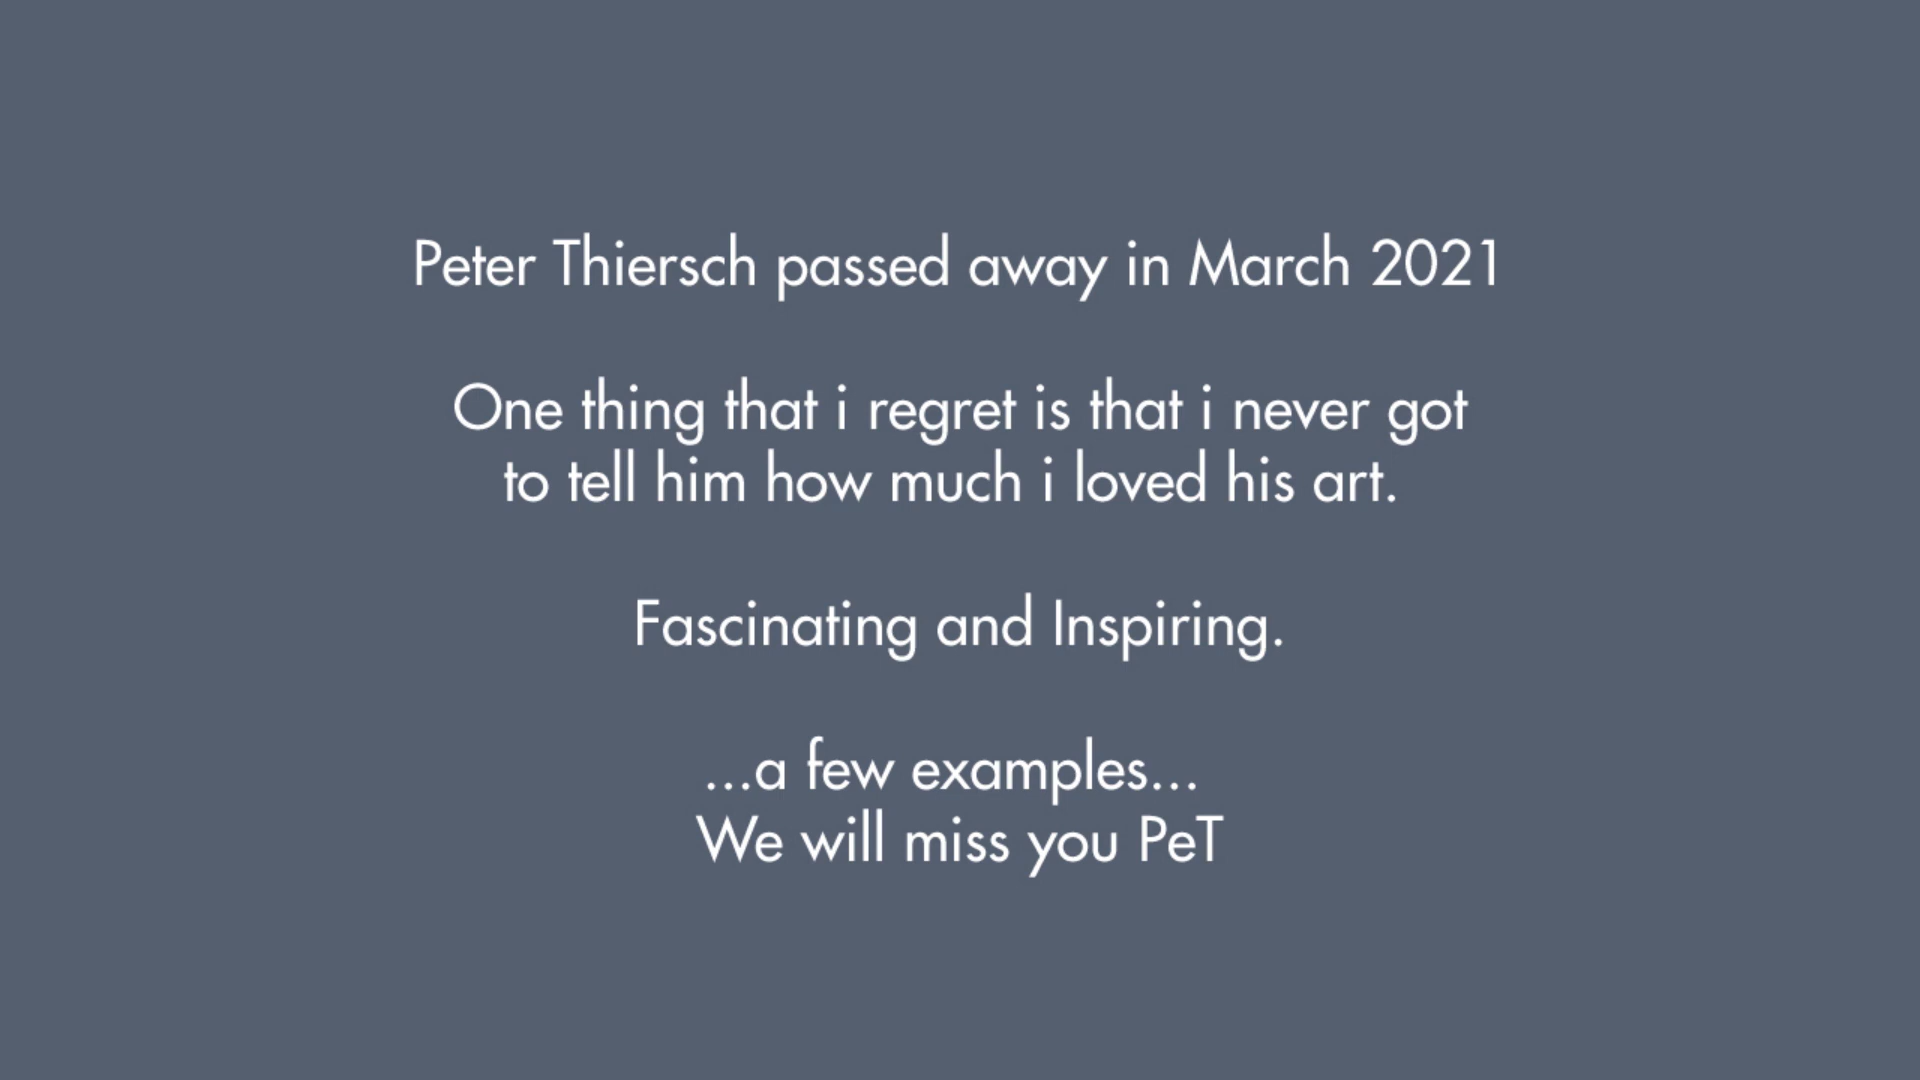 Peter Thiersch passed away in March 2021
One thing that i regret is that i never got
to tell him how much i loved his art.
Fascinating and Inspiring.
...a few examples...
We will miss you PeT